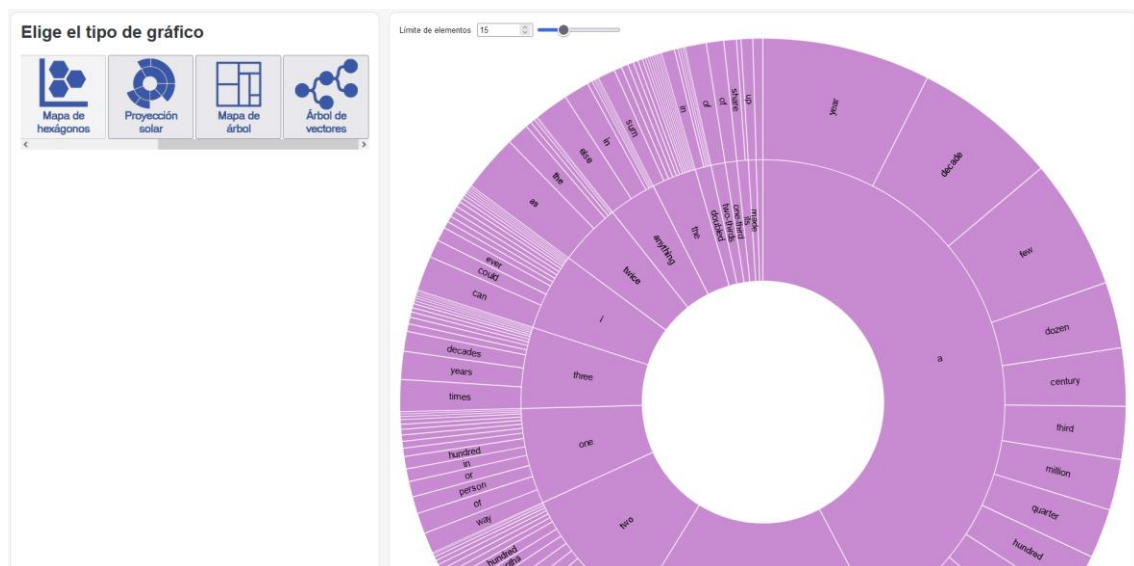 Elige el tipo de gráfico
Mapa de
hexágonos
Proyección
solar
Mapa de
árbol
Árbol de
vectores
Límite de elementos 15
year
decade
few
dozen
century
third
million
quarter
hundred
a
two
one
three
i
twice
anything
the
doubled
two-thirds
one-third
its
made
hundred
way
of
person
or
in
hundred
times
years
decades
can
could
ever
as
the
else
in
sum
in
of
of
share
up